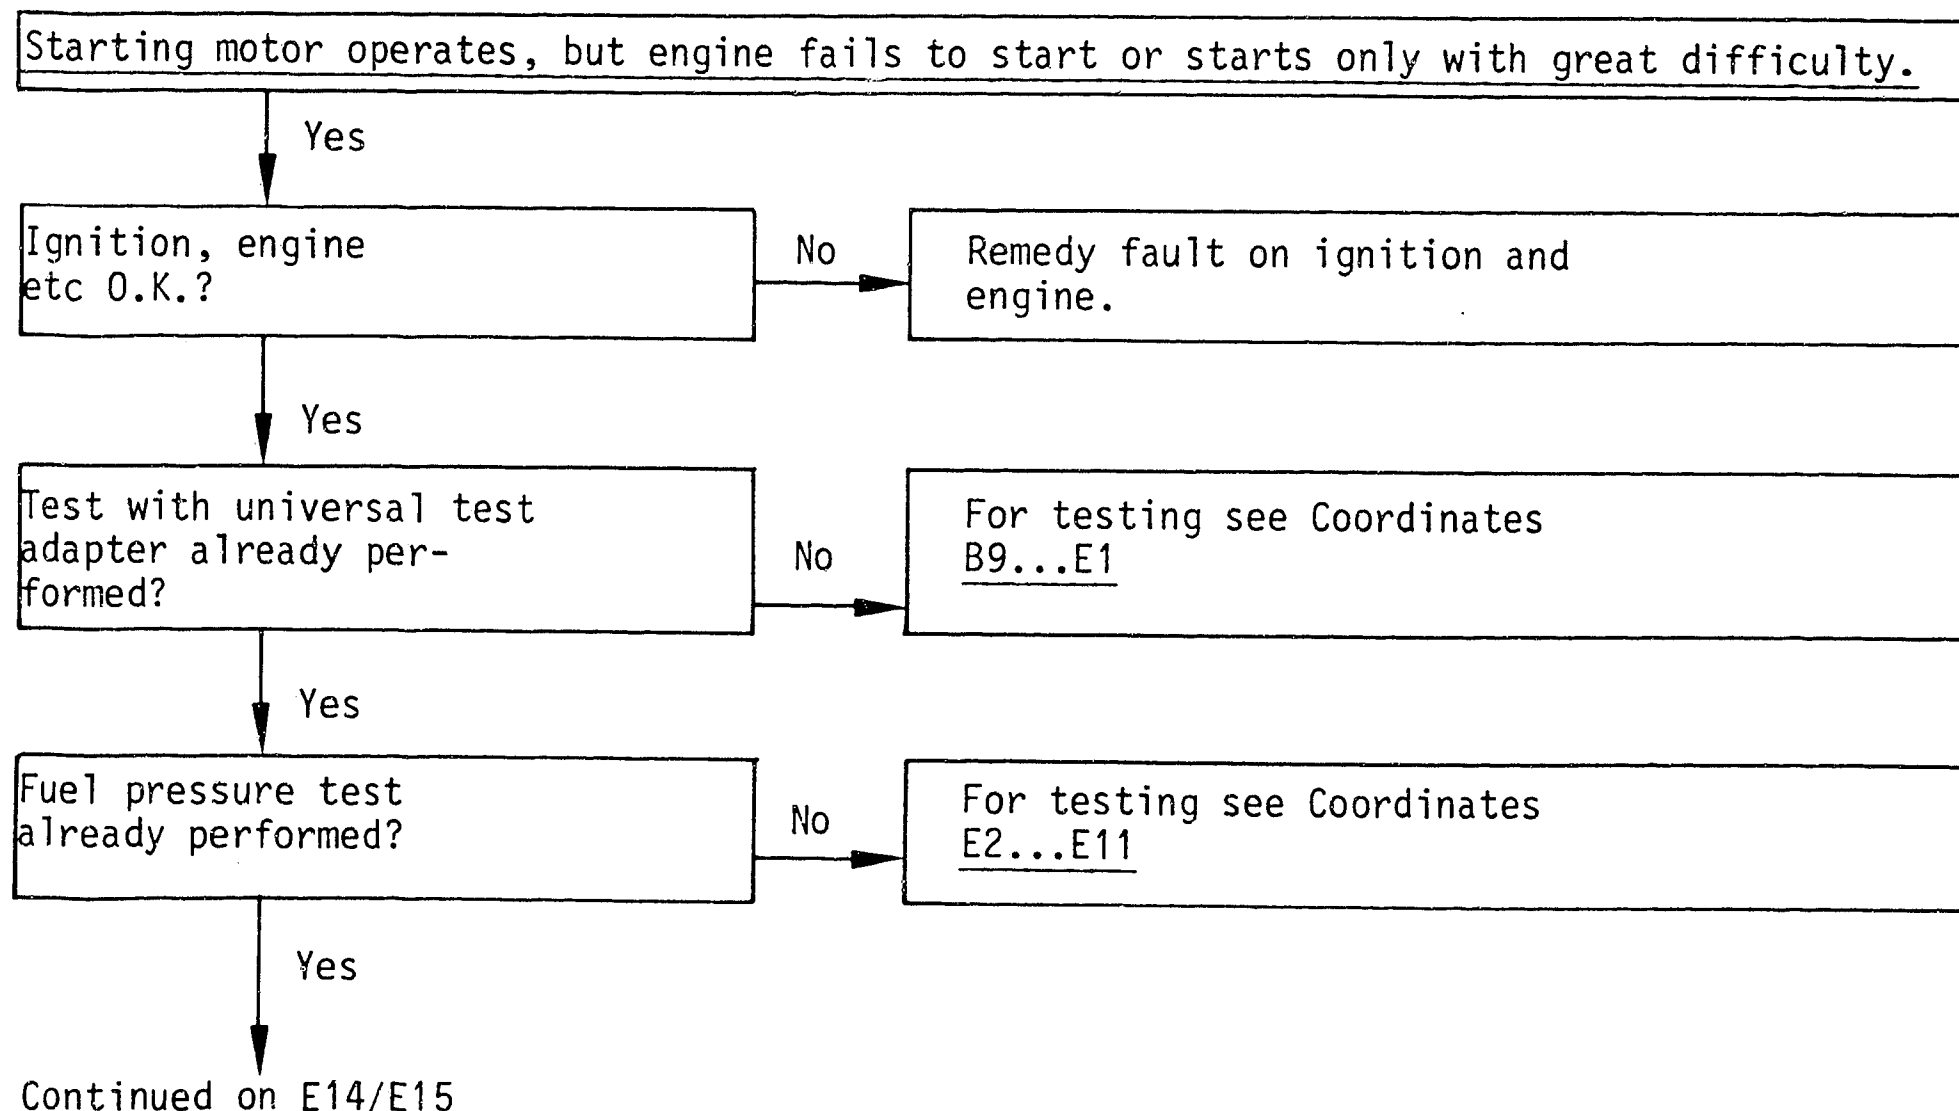 Starting motor operates, but engine fails to start or starts only with great difficulty.
Yes
Ignition, engine
etc O.K.?
No
Remedy fault on ignition and
engine.
Yes
Test with universal test
adapter already per-
formed?
No
For testing see Coordinates
B9...E1
Yes
Fuel pressure test
already performed?
No
For testing see Coordinates
E2...E11
Yes
Continued on E14/E15